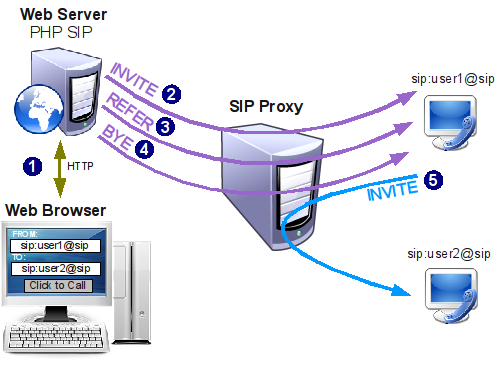 Web Server
PHP SIP
INVITE 2
REFER 3
BYE 4
sip:user1@sip
SIP Proxy
1 HTTP
INVITE 5
Web Browser
FROM:
sip:user1@sip
TO:
sip:user2@sip
Click to Call
sip:user2@sip